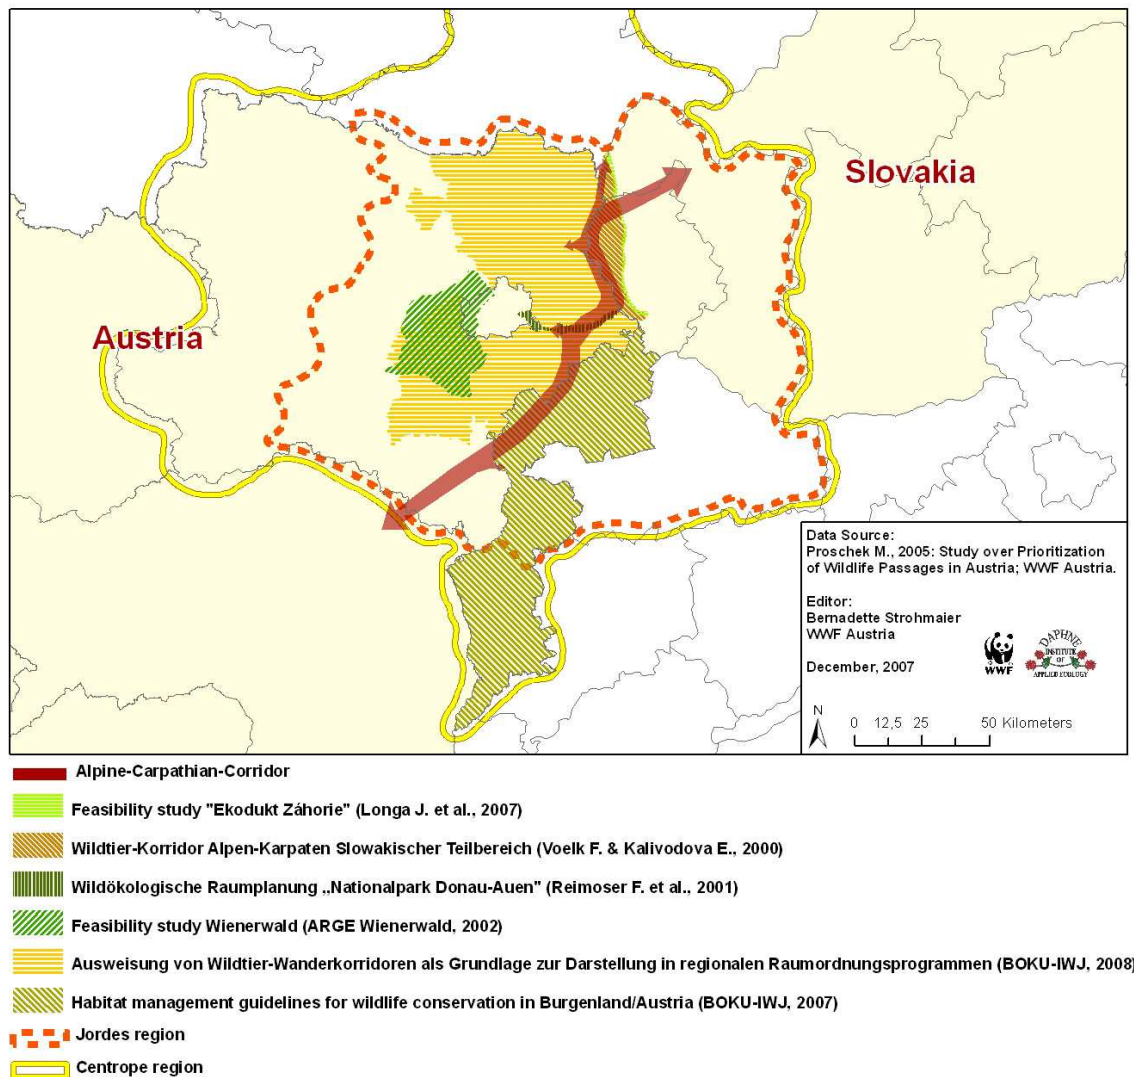 Slovakia
Austria
Data Source:
Proschek M., 2005: Study over Prioritization
of Wildlife Passages in Austria; WWF Austria.
Editor:
Bernadette Strohmaier
WWF Austria
December, 2007
WWF
DAPHNE
INSTITUTE
OF
APPLIED ECOLOGY
N
0 12,5 25 50 Kilometers
Alpine-Carpathian-Corridor
Feasibility study "Ekodukt Záhorie" (Longa J. et al., 2007)
Wildtier-Korridor Alpen-Karpaten Slowakischer Teilbereich (Voelk F. & Kalivodova E., 2000)
Wildökologische Raumplanung ,,Nationalpark Donau-Auen" (Reimoser F. et al., 2001)
Feasibility study Wienerwald (ARGE Wienerwald, 2002)
Ausweisung von Wildtier-Wanderkorridoren als Grundlage zur Darstellung in regionalen Raumordnungsprogrammen (BOKU-IWJ, 2008)
Habitat management guidelines for wildlife conservation in Burgenland/Austria (BOKU-IWJ, 2007)
Jordes region
Centrope region